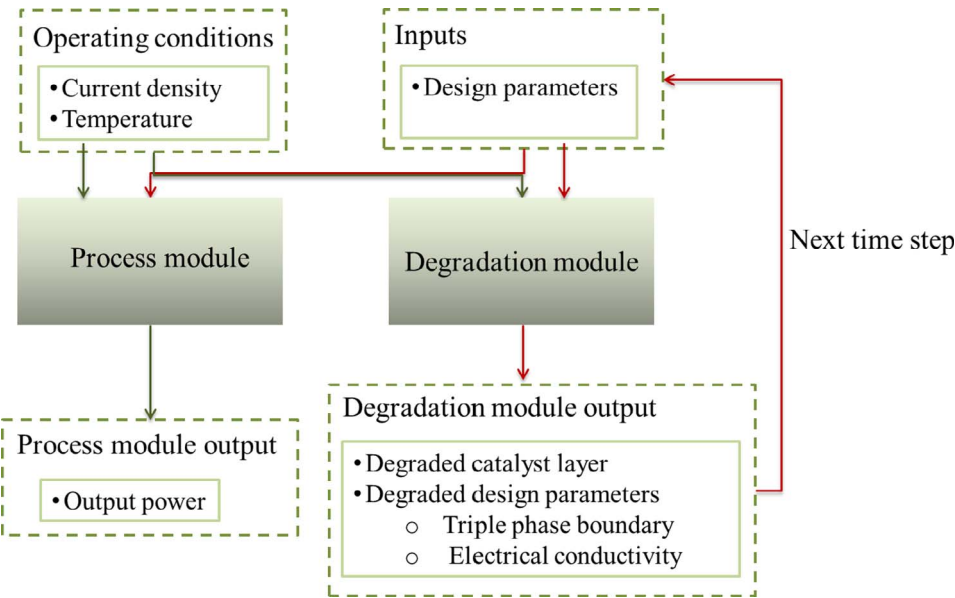 Operating conditions
•Current density
•Temperature
Inputs
•Design parameters
Process module
Degradation module
Next time step
Process module output
•Output power
Degradation module output
•Degraded catalyst layer
•Degraded design parameters
o Triple phase boundary
o Electrical conductivity